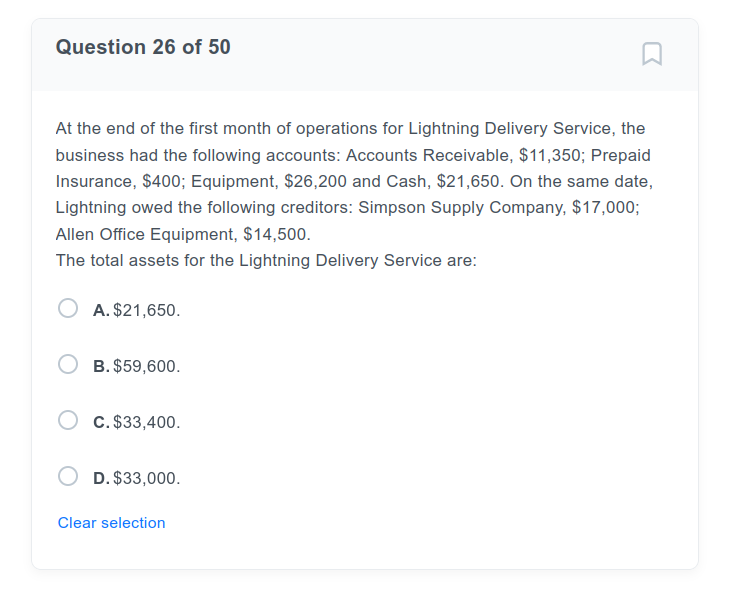 Question 26 of 50
At the end of the first month of operations for Lightning Delivery Service, the
business had the following accounts: Accounts Receivable, $11,350; Prepaid
Insurance, $400; Equipment, $26,200 and Cash, $21,650. On the same date,
Lightning owed the following creditors: Simpson Supply Company, $17,000;
Allen Office Equipment, $14,500.
The total assets for the Lightning Delivery Service are:
A. $21,650.
B. $59,600.
C. $33,400.
D. $33,000.
Clear selection